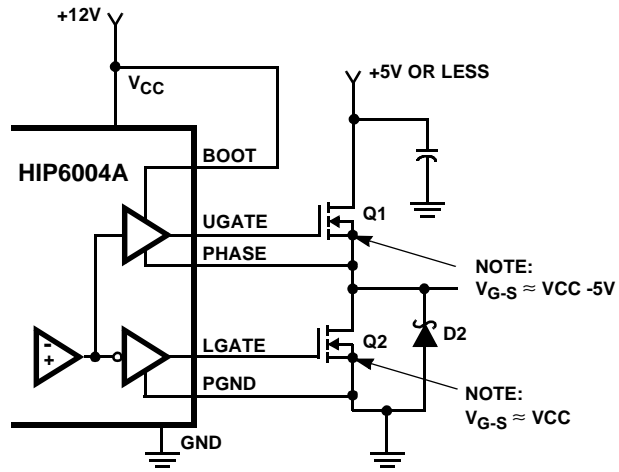 +12V
VCC
+5V OR LESS
BOOT
HIP6004A
UGATE
Q1
PHASE
NOTE:
VG-S ≈ VCC -5V
- +
LGATE
Q2
D2
PGND
NOTE:
VG-S ≈ VCC
GND